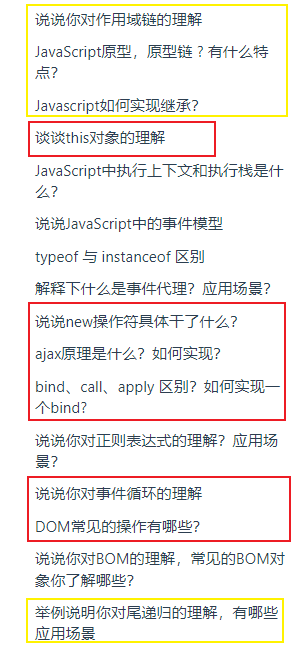 说说你对作用域链的理解
JavaScript原型，原型链 ? 有什么特
点？
Javascript如何实现继承？
谈谈this对象的理解
JavaScript中执行上下文和执行栈是什
么？
说说JavaScript中的事件模型
typeof 与 instanceof 区别
解释下什么是事件代理？应用场景？
说说new操作符具体干了什么？
ajax原理是什么？如何实现？
bind、call、apply 区别？如何实现一
个bind?
说说你对正则表达式的理解？应用场
景？
说说你对事件循环的理解
DOM常见的操作有哪些？
说说你对BOM的理解，常见的BOM对
象你了解哪些？
举例说明你对尾递归的理解，有哪些
应用场景